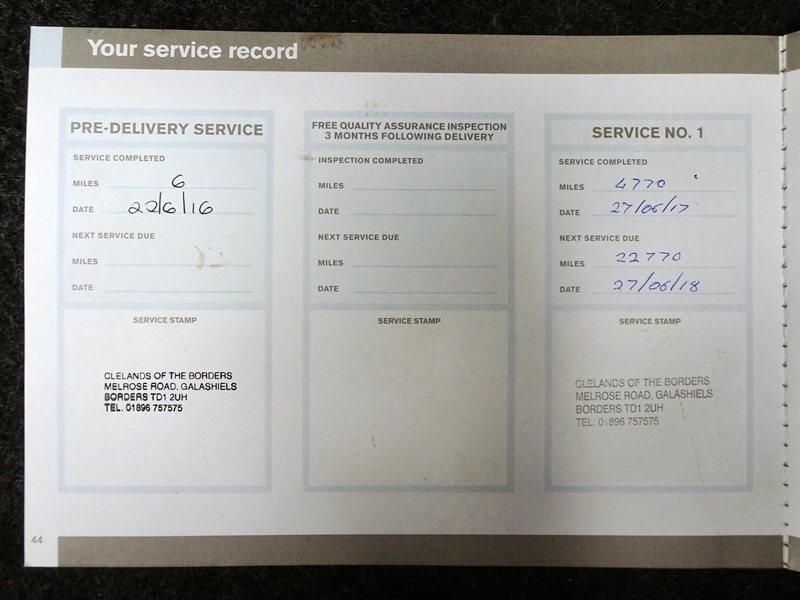 Your service record
PRE-DELIVERY SERVICE
SERVICE COMPLETED
MILES 6
DATE 22/6/16
NEXT SERVICE DUE
MILES
DATE
SERVICE STAMP
CLELANDS OF THE BORDERS
MELROSE ROAD, GALASHIELS
BORDERS TD1 2UH
TEL. 01896 757575
FREE QUALITY ASSURANCE INSPECTION
3 MONTHS FOLLOWING DELIVERY
INSPECTION COMPLETED
MILES
DATE
NEXT SERVICE DUE
MILES
DATE
SERVICE STAMP
SERVICE NO. 1
SERVICE COMPLETED
MILES 4770
DATE 27/06/17
NEXT SERVICE DUE
MILES 22770
DATE 27/06/18
SERVICE STAMP
CLELANDS OF THE BORDERS
MELROSE ROAD, GALASHIELS
BORDERS TD1 2UH
TEL: 01896 757575
44